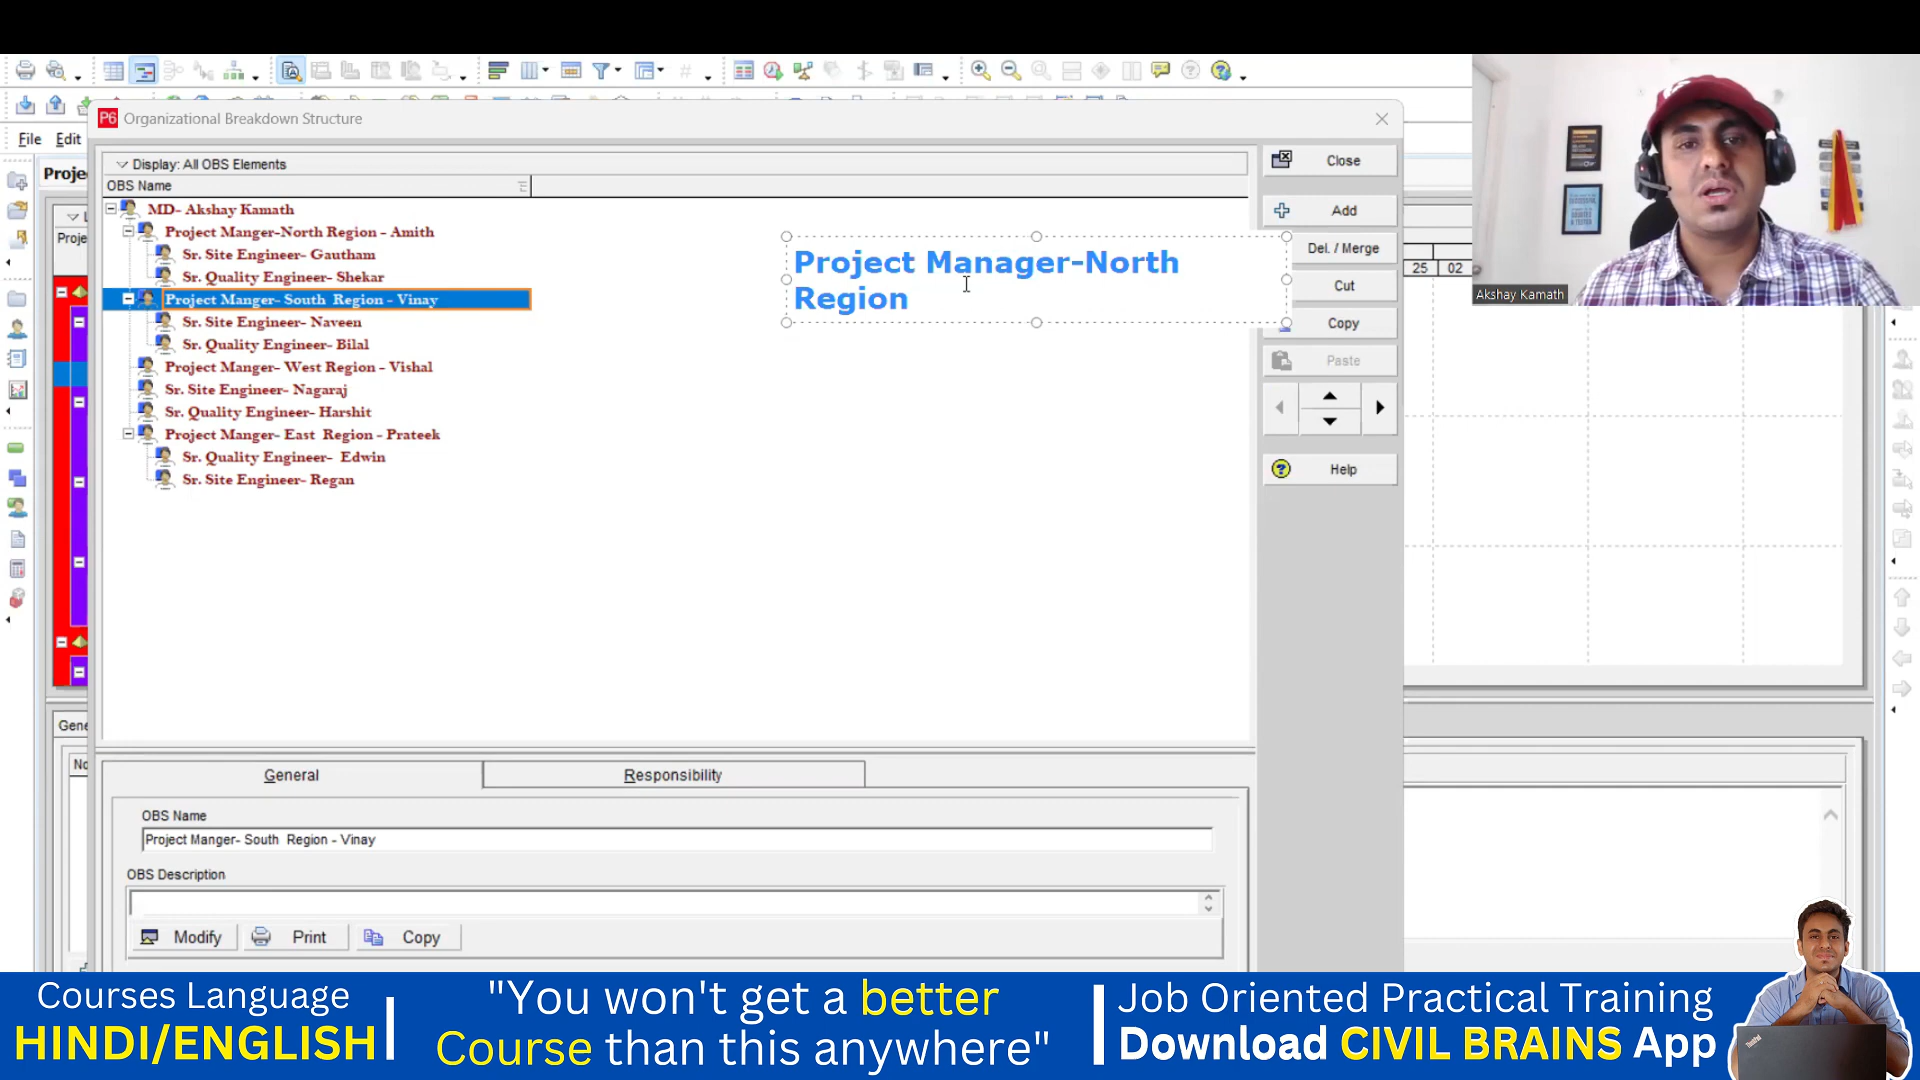 File Edit
P6 Organizational Breakdown Structure
Proje
Display: All OBS Elements
OBS Name
MD- Akshay Kamath
Project Manger-North Region - Amith
Sr. Site Engineer- Gautham
Sr. Quality Engineer- Shekar
Project Manger- South  Region - Vinay
Sr. Site Engineer- Naveen
Sr. Quality Engineer- Bilal
Project Manger- West Region - Vishal
Sr. Site Engineer- Nagaraj
Sr. Quality Engineer- Harshit
Project Manger- East  Region - Prateek
Sr. Quality Engineer-  Edwin
Sr. Site Engineer- Regan
Project Manager-North
Region
Close
Add
Del. / Merge
Cut
Copy
Paste
Help
25 02
Akshay Kamath
Proje
Gene
No
General
Responsibility
OBS Name
Project Manger- South  Region - Vinay
OBS Description
Modify
Print
Copy
Courses Language
HINDI/ENGLISH
"You won't get a better
Course than this anywhere"
Job Oriented Practical Training
Download CIVIL BRAINS App